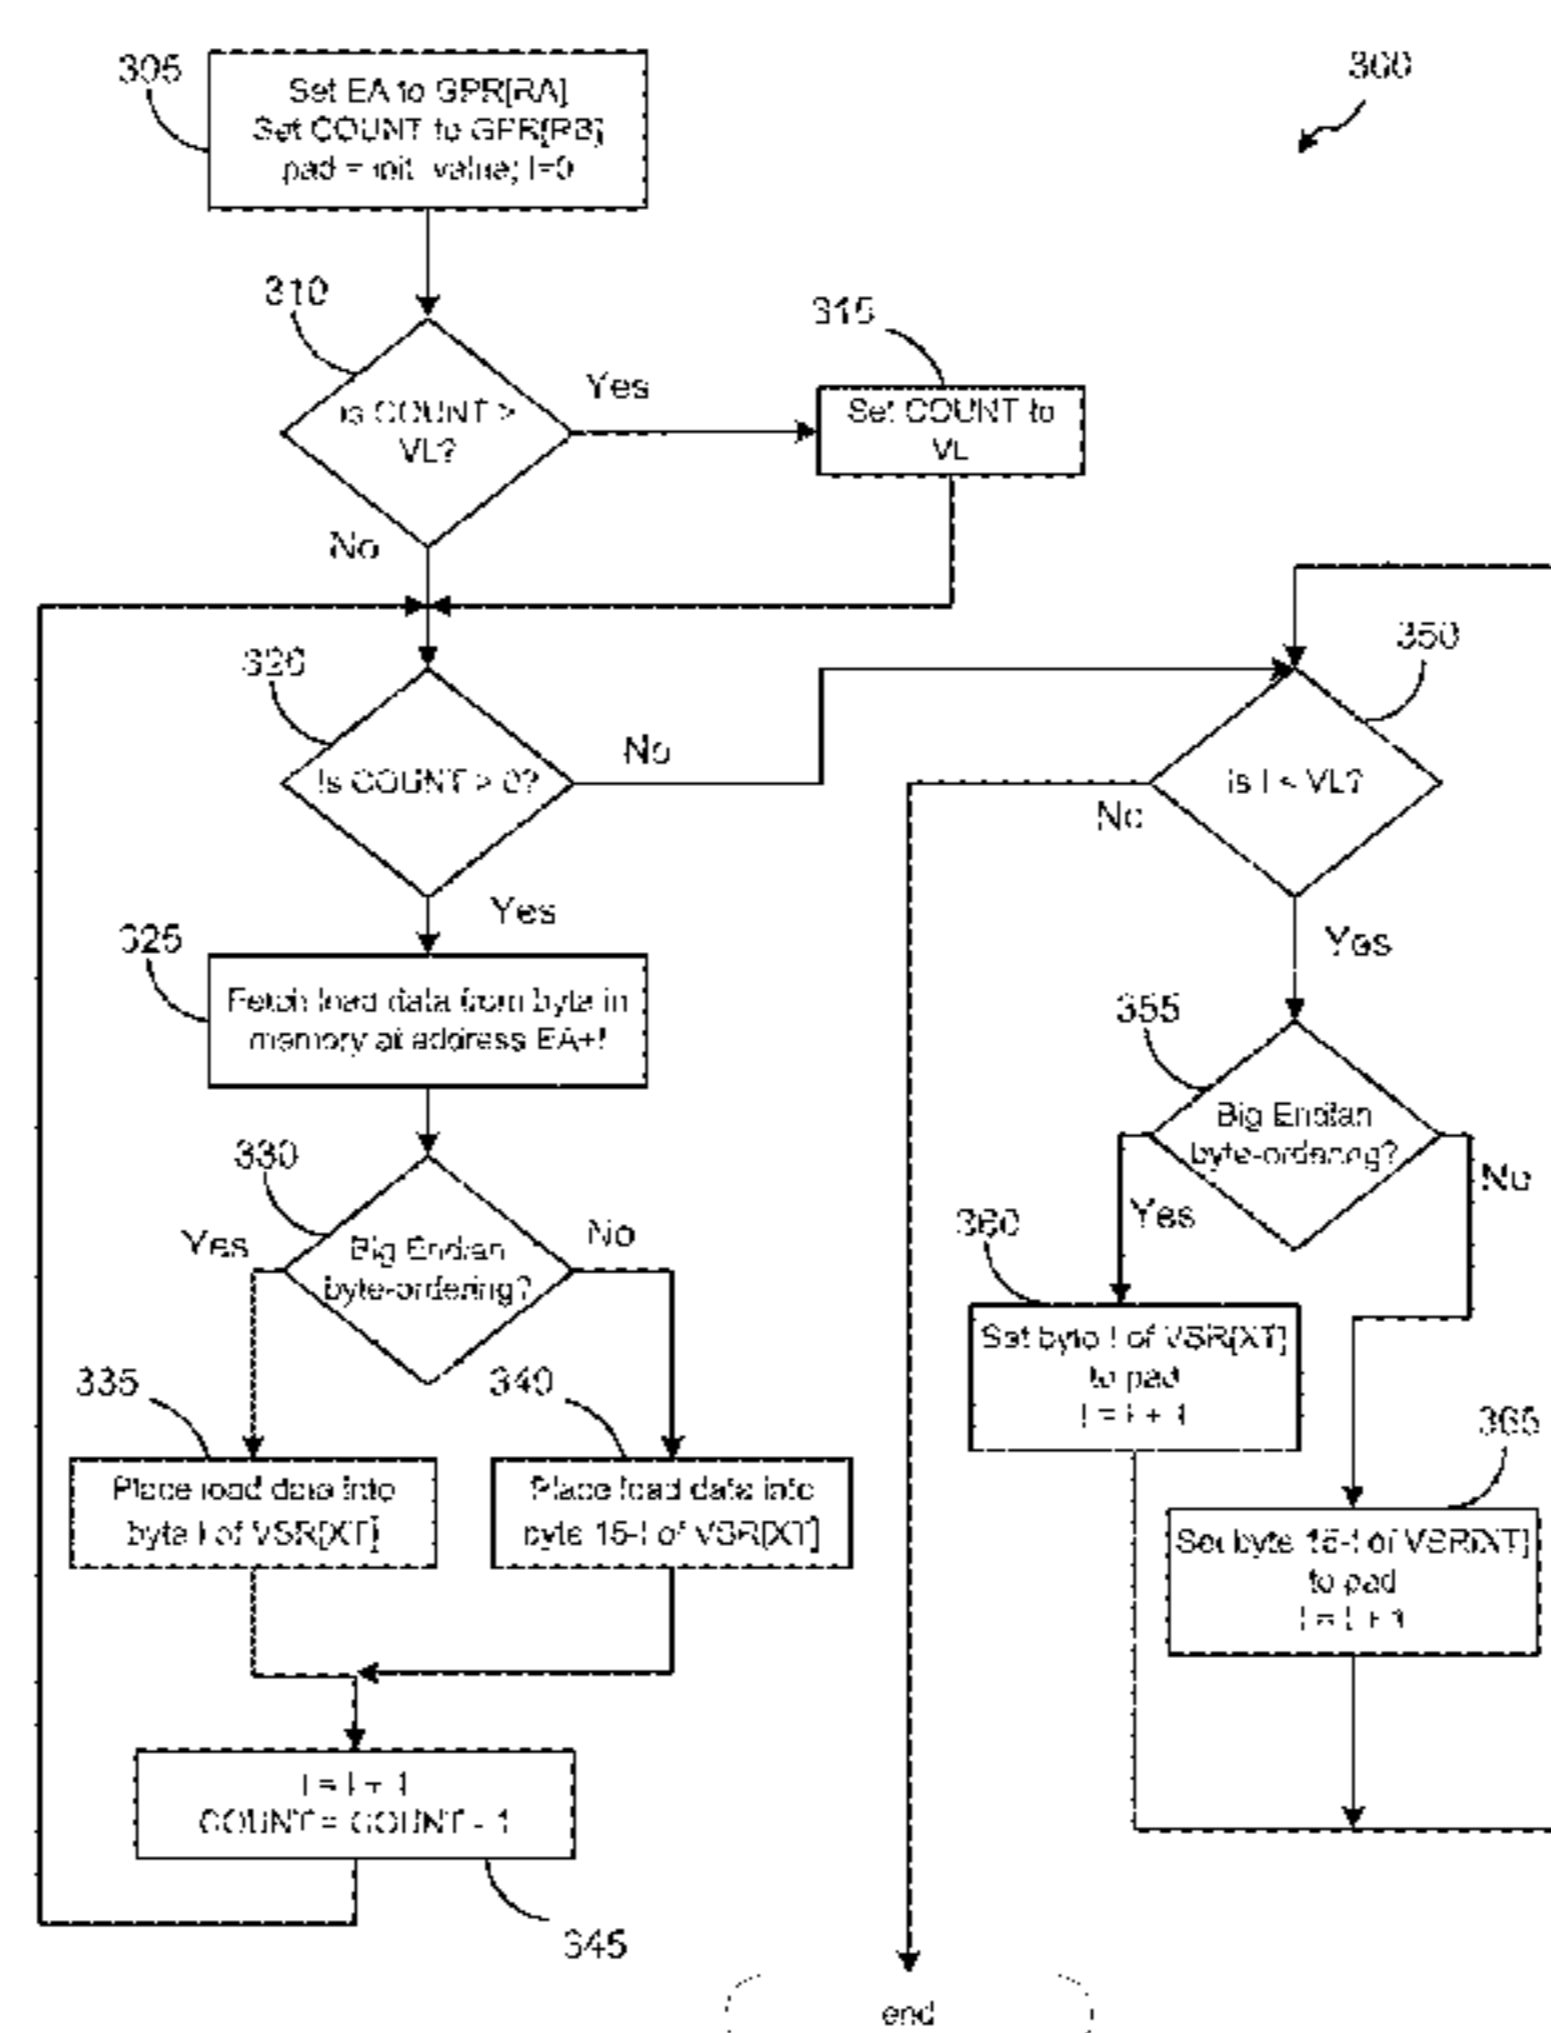 305
Set EA to GPR[RA]
Set COUNT to GPR[RB]
pad = init_value; I=0
300
310
Is COUNT >
VL?
Yes
No
315
Set COUNT to
VL
320
Is COUNT > 0?
No
Yes
350
is I < VL?
No
Yes
325
Fetch load data from byte in
memory at address EA+I
355
Big Endian
byte-ordering?
Yes
No
330
Big Endian
byte-ordering?
Yes
No
360
Set byte I of VSR[XT]
to pad
I = I + 1
335
Place load data into
byte I of VSR[XT]
340
Place load data into
byte 15-I of VSR[XT]
365
Set byte 15-I of VSR[XT]
to pad
I = I + 1
I = I + 1
COUNT = COUNT - 1
345
end